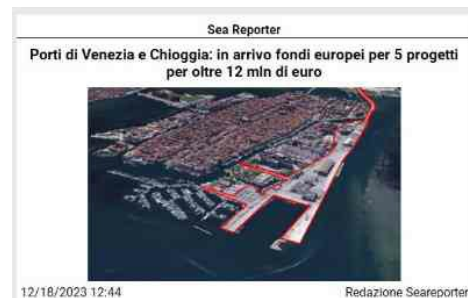 Sea Reporter
Porti di Venezia e Chioggia: in arrivo fondi europei per 5 progetti
per oltre 12 mln di euro
12/18/2023 12:44
Redazione Seareporter